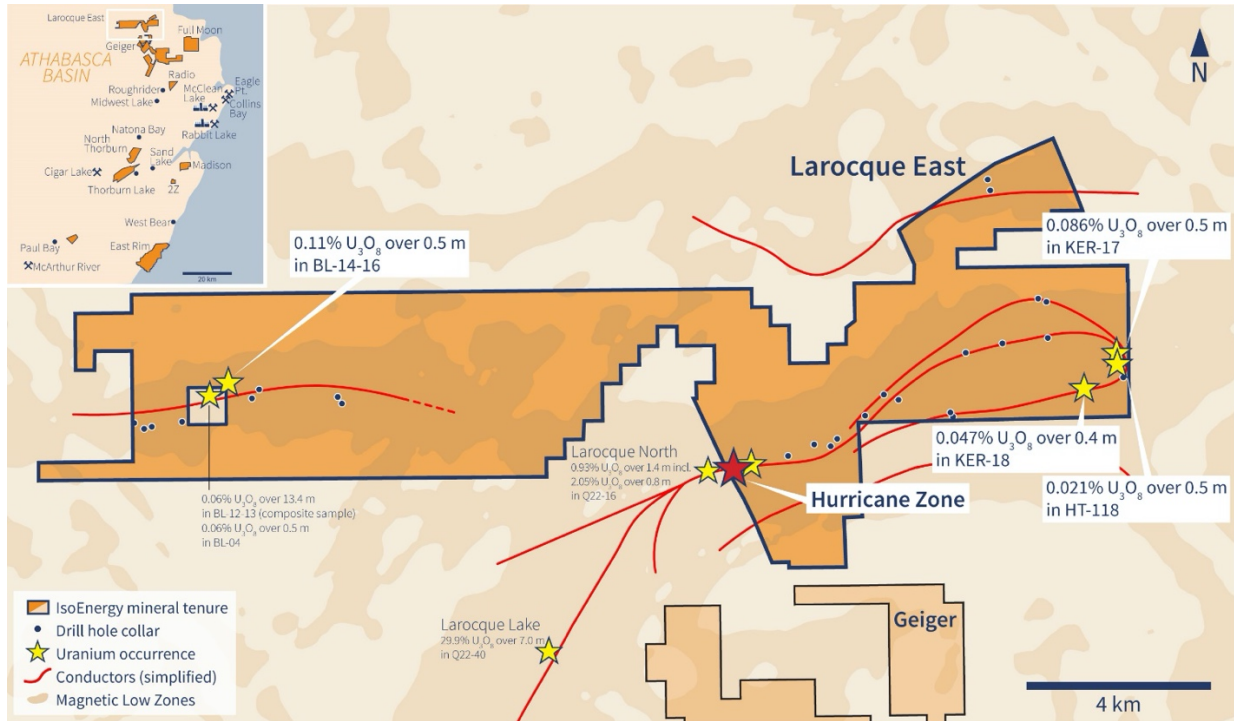 Larocque East
Geiger
Full Moon
ATHABASCA
BASIN
Radio
Roughrider
Midwest Lake
McClean
Lake
Eagle
Pt.
Collins
Bay
Rabbit Lake
Natona Bay
North
Thorburn
Sand
Lake
Madison
Cigar Lake
Thorburn Lake
2Z
West Bear
Paul Bay
East Rim
McArthur River
20 km
N
Larocque East
0.11% U₃O₈ over 0.5 m
in BL-14-16
0.086% U₃O₈ over 0.5 m
in KER-17
0.047% U₃O₈ over 0.4 m
in KER-18
0.021% U₃O₈ over 0.5 m
in HT-118
Larocque North
0.93% U₃O₈ over 1.4 m incl.
2.05% U₃O₈ over 0.8 m
in Q22-16
Hurricane Zone
0.06% U₃O₈ over 13.4 m
in BL-12-13 (composite sample)
0.06% U₃O₈ over 0.5 m
in BL-04
Larocque Lake
29.9% U₃O₈ over 7.0 m
in Q22-40
Geiger
IsoEnergy mineral tenure
Drill hole collar
Uranium occurrence
Conductors (simplified)
Magnetic Low Zones
4 km